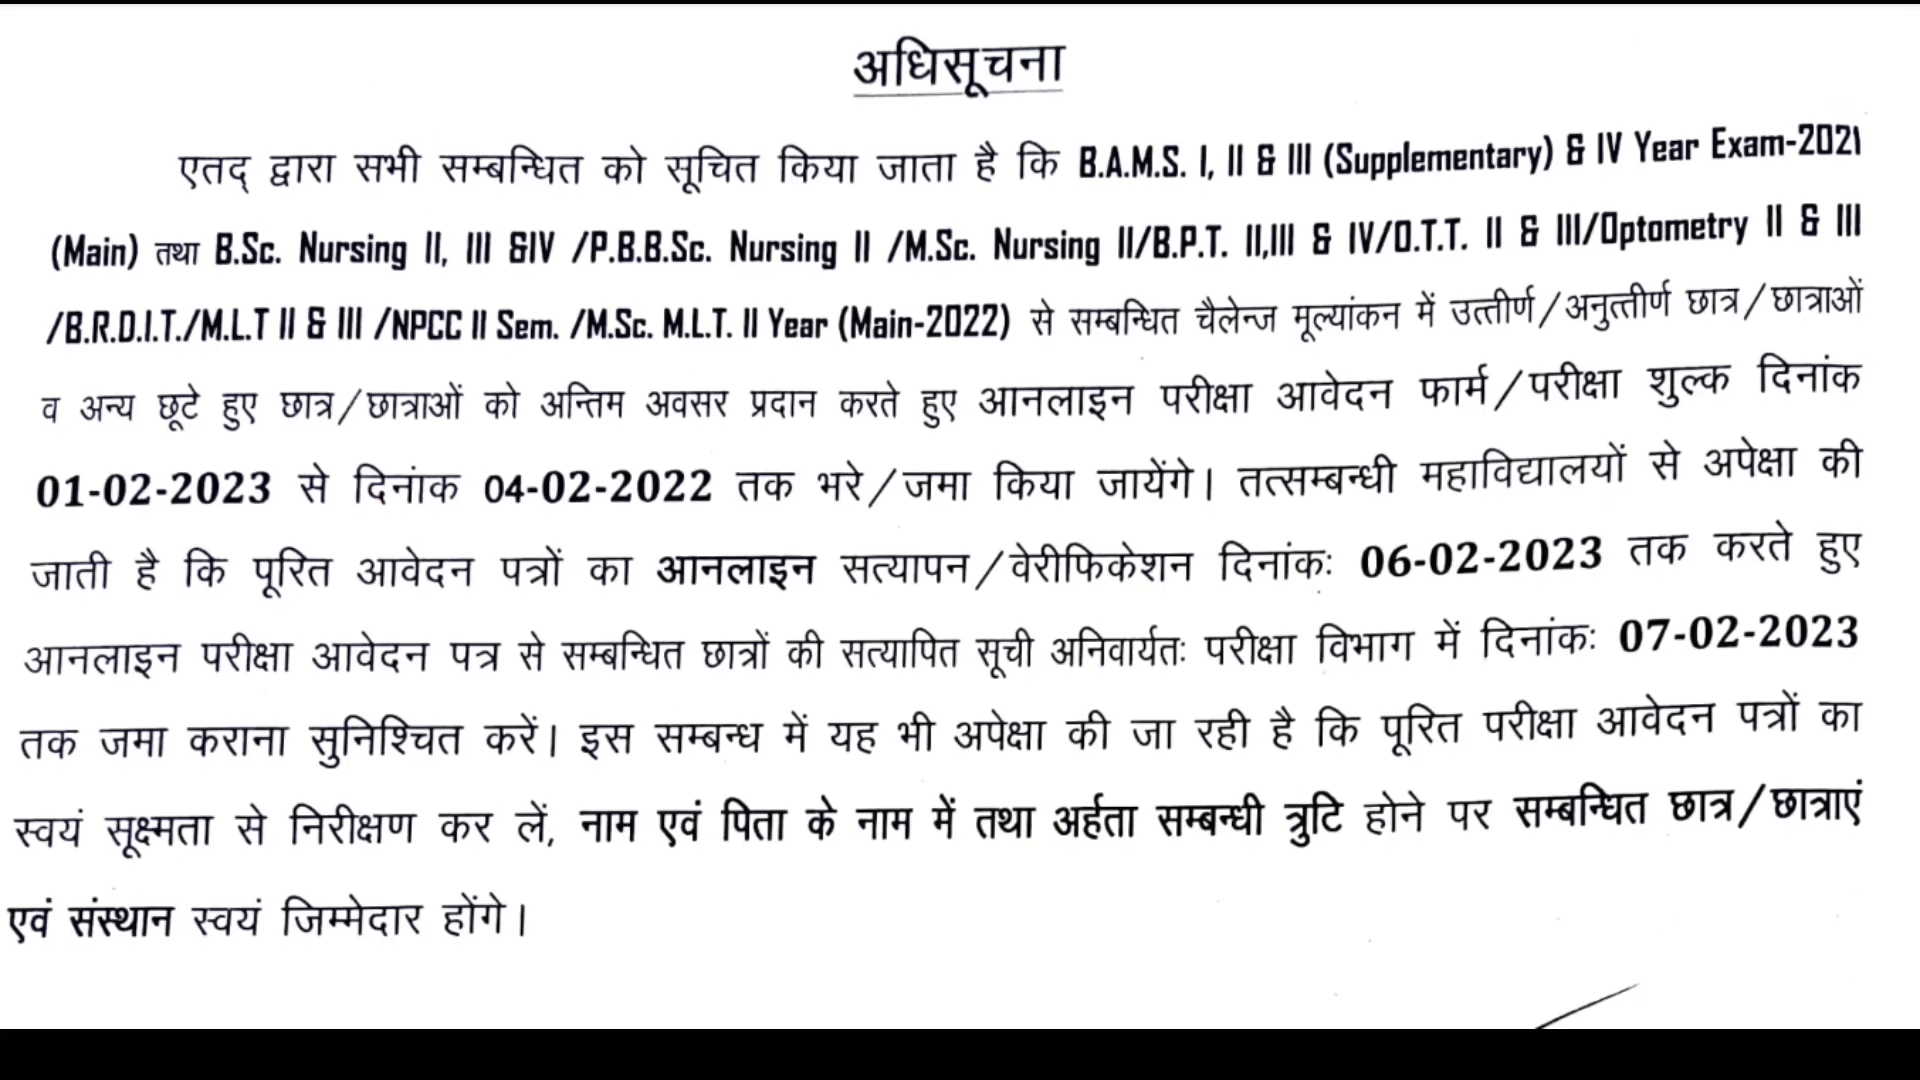 अधिसूचना
एतद् द्वारा सभी सम्बन्धित को सूचित किया जाता है कि B.A.M.S. I, II & III (Supplementary) & IV Year Exam-2021
(Main) तथा B.Sc. Nursing II, III &IV /P.B.B.Sc. Nursing II /M.Sc. Nursing II/B.P.T. II,III & IV/O.T.T. II & III/Optometry II & III
/B.R.D.I.T./M.L.T II & III /NPCC II Sem. /M.Sc. M.L.T. II Year (Main-2022) से सम्बन्धित चैलेन्ज मूल्यांकन में उत्तीर्ण/अनुत्तीर्ण छात्र/छात्राओं
व अन्य छूटे हुए छात्र/छात्राओं को अन्तिम अवसर प्रदान करते हुए आनलाइन परीक्षा आवेदन फार्म/परीक्षा शुल्क दिनांक
01-02-2023 से दिनांक 04-02-2022 तक भरे/जमा किया जायेंगे। तत्सम्बन्धी महाविद्यालयों से अपेक्षा की
जाती है कि पूरित आवेदन पत्रों का आनलाइन सत्यापन/वेरीफिकेशन दिनांकः 06-02-2023 तक करते हुए
आनलाइन परीक्षा आवेदन पत्र से सम्बन्धित छात्रों की सत्यापित सूची अनिवार्यतः परीक्षा विभाग में दिनांकः 07-02-2023
तक जमा कराना सुनिश्चित करें। इस सम्बन्ध में यह भी अपेक्षा की जा रही है कि पूरित परीक्षा आवेदन पत्रों का
स्वयं सूक्ष्मता से निरीक्षण कर लें, नाम एवं पिता के नाम में तथा अर्हता सम्बन्धी त्रुटि होने पर सम्बन्धित छात्र/छात्राएं
एवं संस्थान स्वयं जिम्मेदार होंगे।